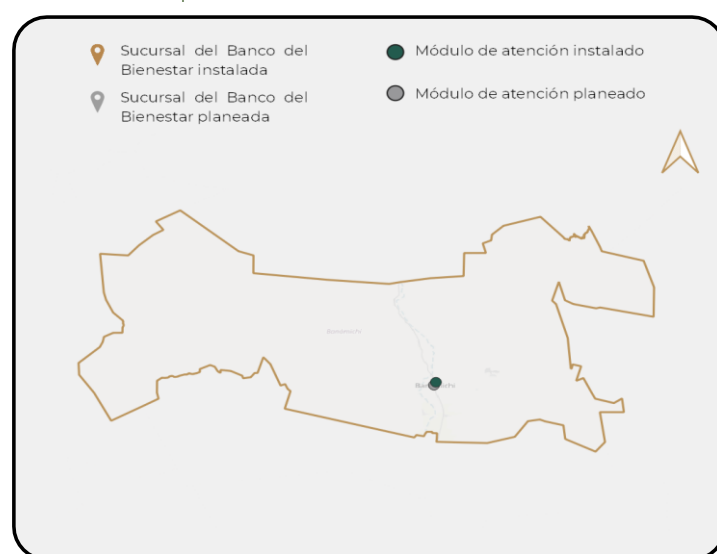 Sucursal del Banco del
Bienestar instalada
Sucursal del Banco del
Bienestar planeada
Módulo de atención instalado
Módulo de atención planeado